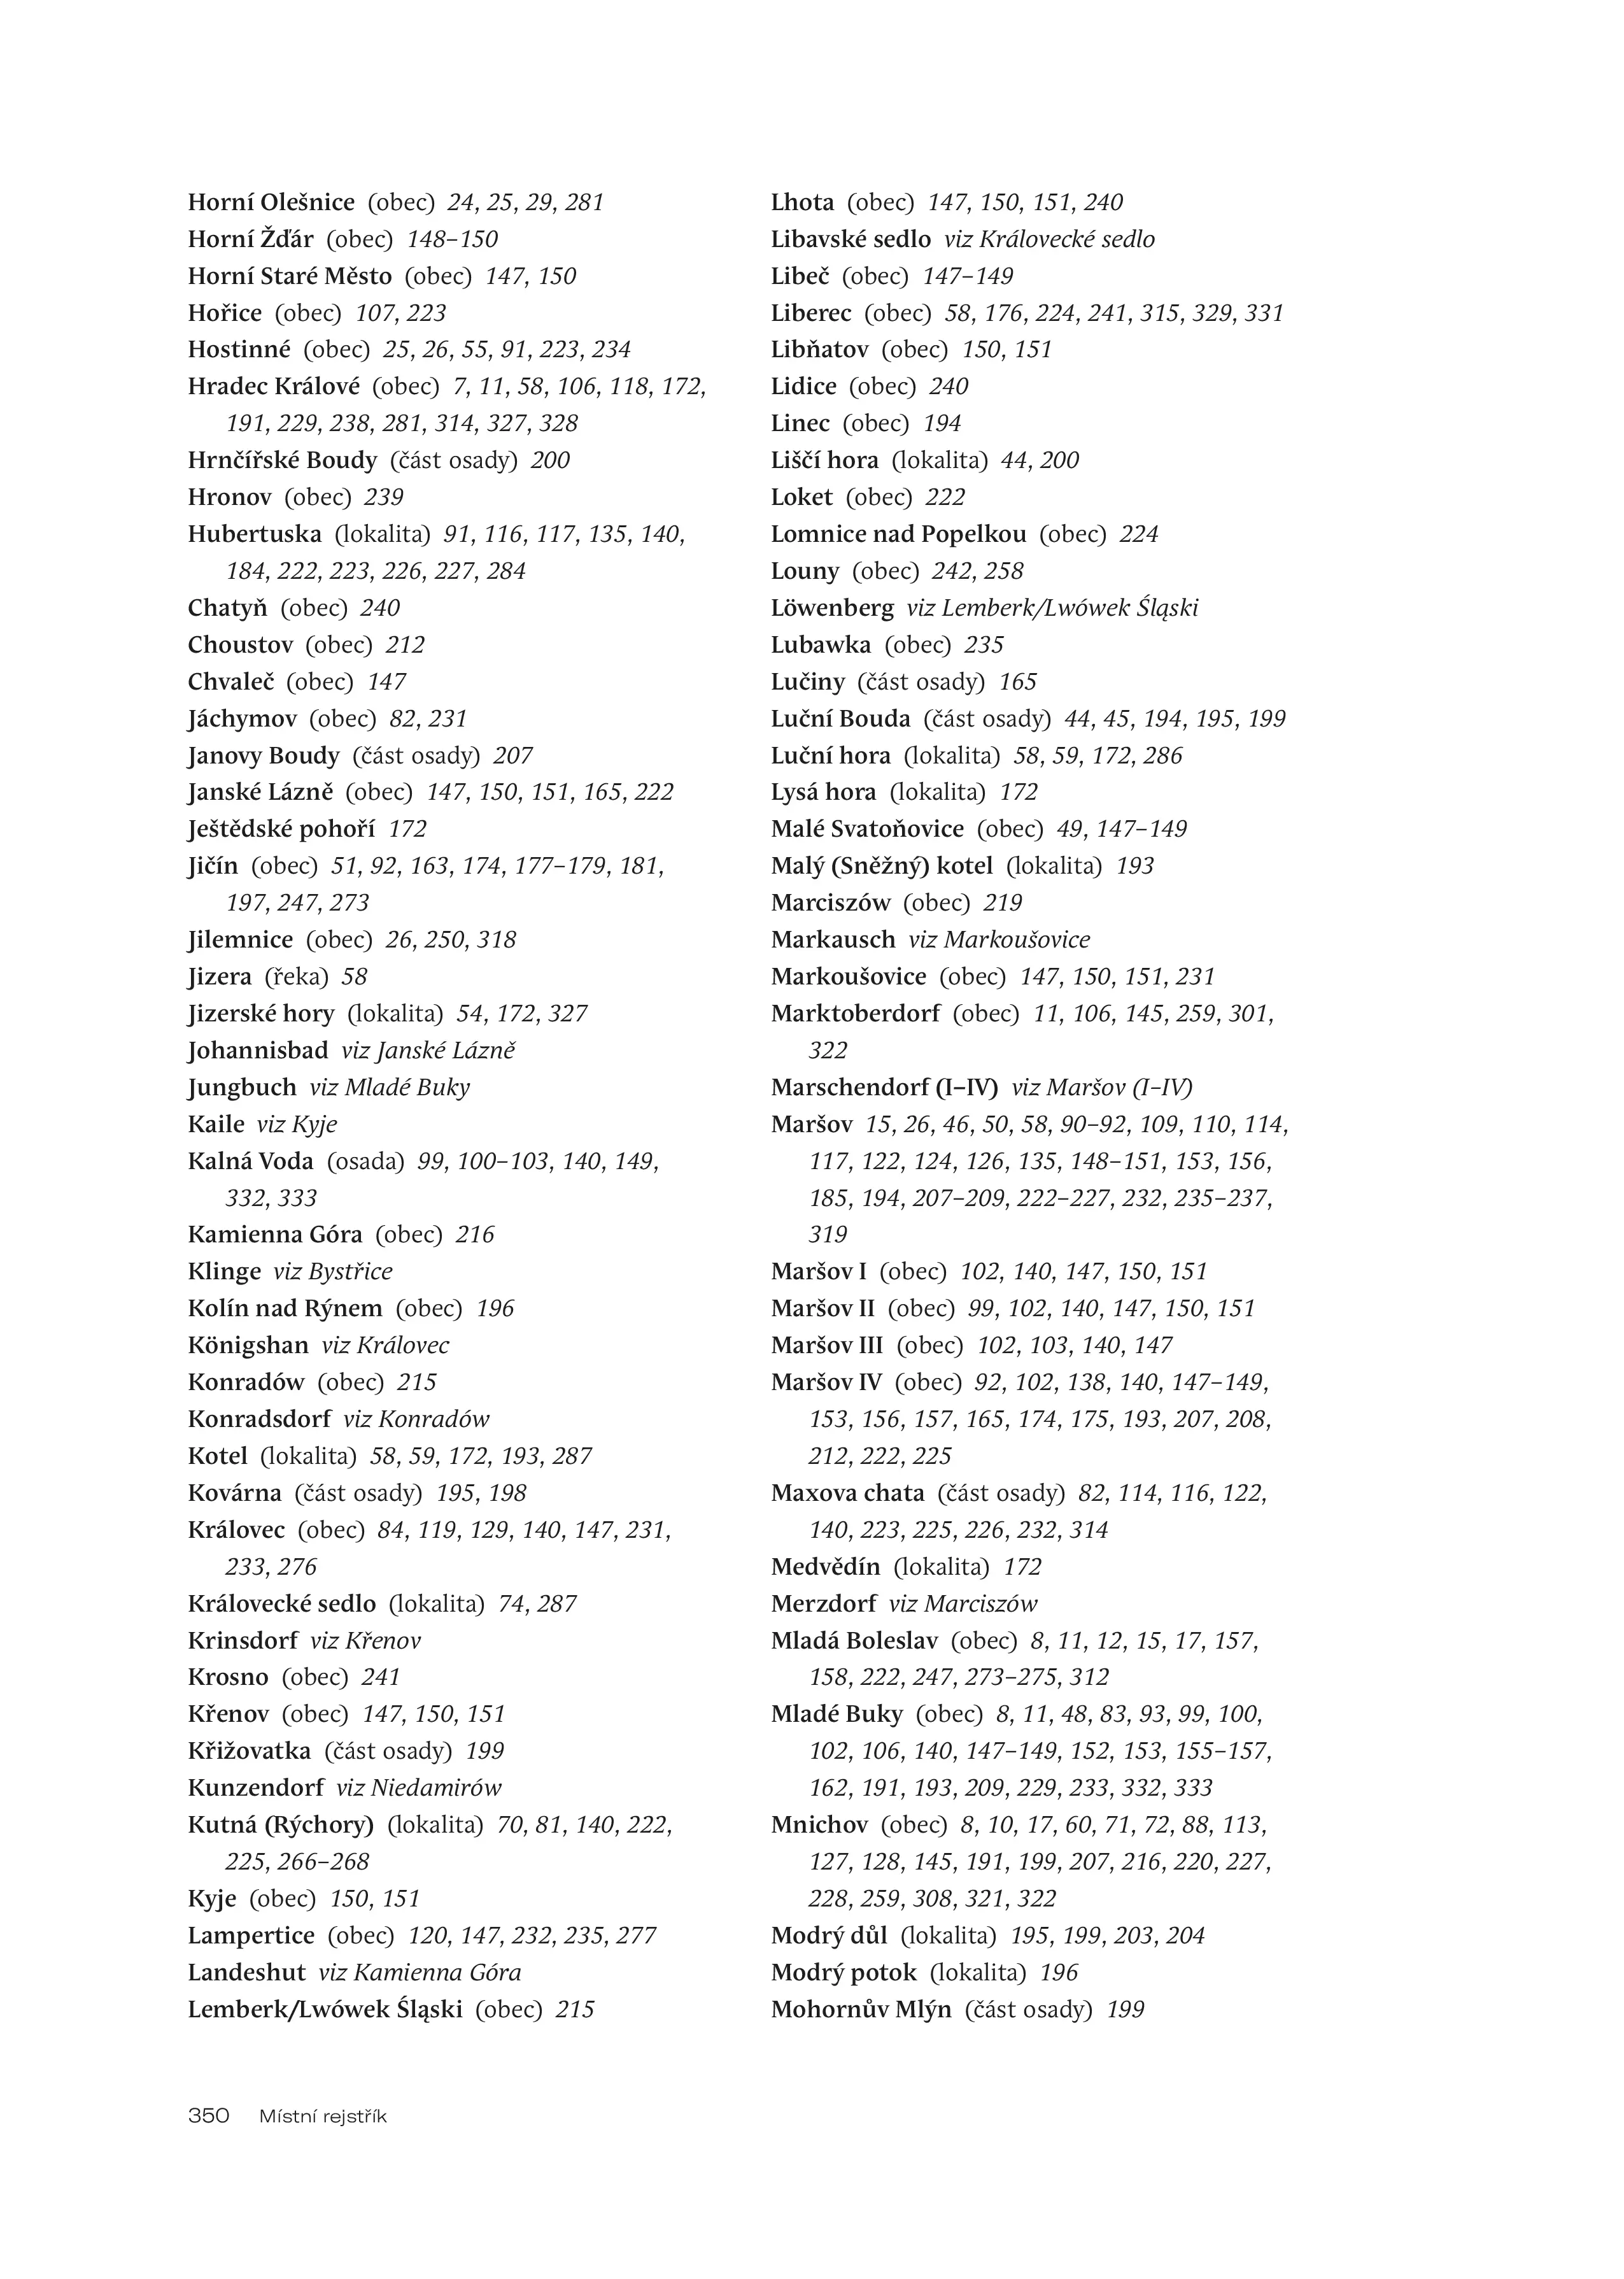 Horní Olešnice (obec) 24, 25, 29, 281
Horní Žďár (obec) 148–150
Horní Staré Město (obec) 147, 150
Hořice (obec) 107, 223
Hostinné (obec) 25, 26, 55, 91, 223, 234
Hradec Králové (obec) 7, 11, 58, 106, 118, 172,
191, 229, 238, 281, 314, 327, 328
Hrnčířské Boudy (část osady) 200
Hronov (obec) 239
Hubertuska (lokalita) 91, 116, 117, 135, 140,
184, 222, 223, 226, 227, 284
Chatyň (obec) 240
Choustov (obec) 212
Chvaleč (obec) 147
Jáchymov (obec) 82, 231
Janovy Boudy (část osady) 207
Janské Lázně (obec) 147, 150, 151, 165, 222
Ještědské pohoří 172
Jičín (obec) 51, 92, 163, 174, 177–179, 181,
197, 247, 273
Jilemnice (obec) 26, 250, 318
Jizera (řeka) 58
Jizerské hory (lokalita) 54, 172, 327
Johannisbad viz Janské Lázně
Jungbuch viz Mladé Buky
Kaile viz Kyje
Kalná Voda (osada) 99, 100–103, 140, 149,
332, 333
Kamienna Góra (obec) 216
Klinge viz Bystřice
Kolín nad Rýnem (obec) 196
Königshan viz Královec
Konradów (obec) 215
Konradsdorf viz Konradów
Kotel (lokalita) 58, 59, 172, 193, 287
Kovárna (část osady) 195, 198
Královec (obec) 84, 119, 129, 140, 147, 231,
233, 276
Královecké sedlo (lokalita) 74, 287
Krinsdorf viz Křenov
Krosno (obec) 241
Křenov (obec) 147, 150, 151
Křižovatka (část osady) 199
Kunzendorf viz Niedamirów
Kutná (Rýchory) (lokalita) 70, 81, 140, 222,
225, 266–268
Kyje (obec) 150, 151
Lampertice (obec) 120, 147, 232, 235, 277
Landeshut viz Kamienna Góra
Lemberk/Lwówek Śląski (obec) 215
Lhota (obec) 147, 150, 151, 240
Libavské sedlo viz Královecké sedlo
Libeč (obec) 147–149
Liberec (obec) 58, 176, 224, 241, 315, 329, 331
Libňatov (obec) 150, 151
Lidice (obec) 240
Linec (obec) 194
Liščí hora (lokalita) 44, 200
Loket (obec) 222
Lomnice nad Popelkou (obec) 224
Louny (obec) 242, 258
Löwenberg viz Lemberk/Lwówek Śląski
Lubawka (obec) 235
Lučiny (část osady) 165
Luční Bouda (část osady) 44, 45, 194, 195, 199
Luční hora (lokalita) 58, 59, 172, 286
Lysá hora (lokalita) 172
Malé Svatoňovice (obec) 49, 147–149
Malý (Sněžný) kotel (lokalita) 193
Marciszów (obec) 219
Markausch viz Markoušovice
Markoušovice (obec) 147, 150, 151, 231
Marktoberdorf (obec) 11, 106, 145, 259, 301,
322
Marschendorf (I–IV) viz Maršov (I–IV)
Maršov 15, 26, 46, 50, 58, 90–92, 109, 110, 114,
117, 122, 124, 126, 135, 148–151, 153, 156,
185, 194, 207–209, 222–227, 232, 235–237,
319
Maršov I (obec) 102, 140, 147, 150, 151
Maršov II (obec) 99, 102, 140, 147, 150, 151
Maršov III (obec) 102, 103, 140, 147
Maršov IV (obec) 92, 102, 138, 140, 147–149,
153, 156, 157, 165, 174, 175, 193, 207, 208,
212, 222, 225
Maxova chata (část osady) 82, 114, 116, 122,
140, 223, 225, 226, 232, 314
Medvědín (lokalita) 172
Merzdorf viz Marciszów
Mladá Boleslav (obec) 8, 11, 12, 15, 17, 157,
158, 222, 247, 273–275, 312
Mladé Buky (obec) 8, 11, 48, 83, 93, 99, 100,
102, 106, 140, 147–149, 152, 153, 155–157,
162, 191, 193, 209, 229, 233, 332, 333
Mnichov (obec) 8, 10, 17, 60, 71, 72, 88, 113,
127, 128, 145, 191, 199, 207, 216, 220, 227,
228, 259, 308, 321, 322
Modrý důl (lokalita) 195, 199, 203, 204
Modrý potok (lokalita) 196
Mohornův Mlýn (část osady) 199
350 Místní rejstřík